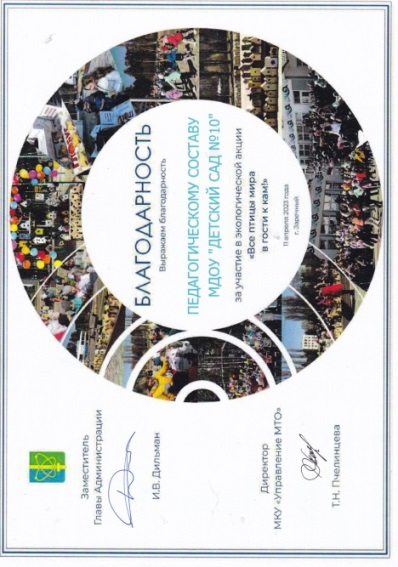 БЛАГОДАРНОСТЬ
Выражаем благодарность
ПЕДАГОГИЧЕСКОМУ СОСТАВУ
МДОУ "ДЕТСКИЙ САД №10"
за участие в экологической акции
«Все птицы мира
в гости к нам!»
11 апреля 2023 года
г. Заречный
Заместитель
Главы Администрации
И.В. Дильман
Директор
МКУ «Управление МТО»
Т.Н. Пчелинцева